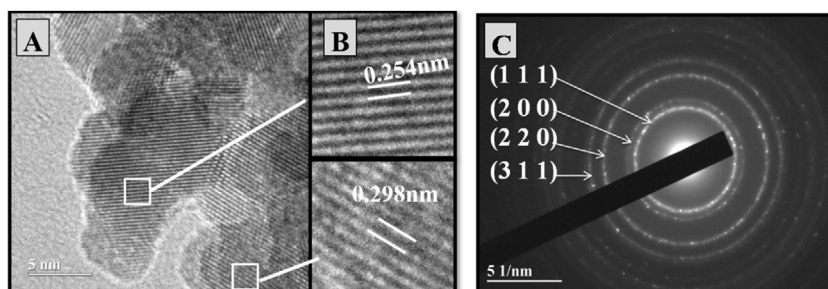 A
B
0.254nm
0.298nm
5 nm
C
(1 1 1)
(2 0 0)
(2 2 0)
(3 1 1)
5 1/nm